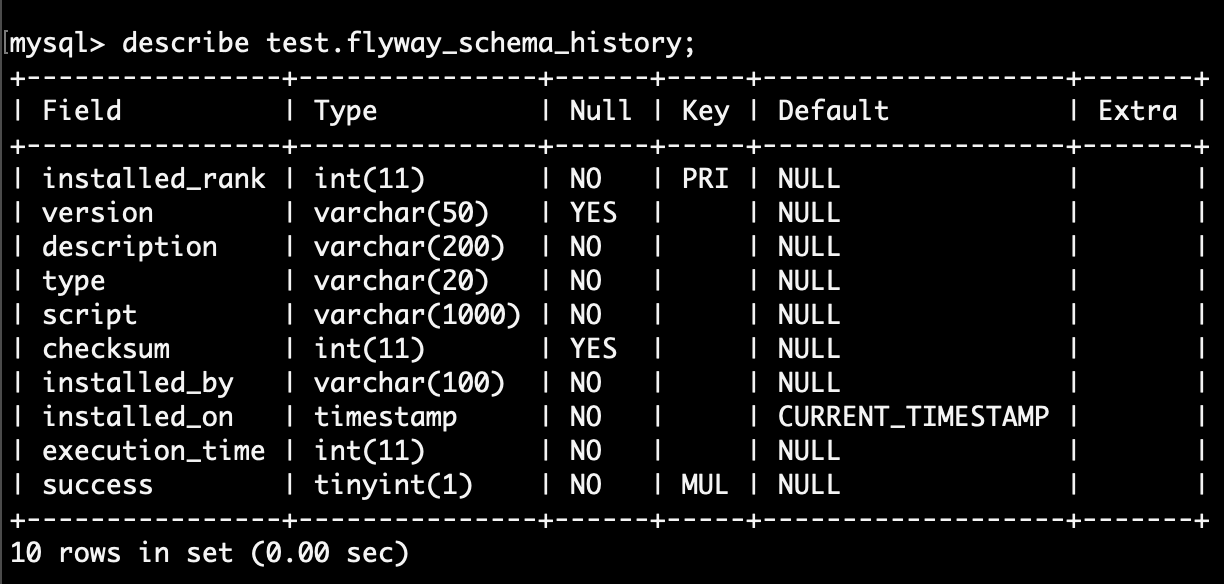 mysql> describe test.flyway_schema_history;
+----------------+---------------+------+-----+-------------------+-------+
| Field          | Type          | Null | Key | Default           | Extra |
+----------------+---------------+------+-----+-------------------+-------+
| installed_rank | int(11)       | NO   | PRI | NULL              |       |
| version        | varchar(50)   | YES  |     | NULL              |       |
| description    | varchar(200)  | NO   |     | NULL              |       |
| type           | varchar(20)   | NO   |     | NULL              |       |
| script         | varchar(1000) | NO   |     | NULL              |       |
| checksum       | int(11)       | YES  |     | NULL              |       |
| installed_by   | varchar(100)  | NO   |     | NULL              |       |
| installed_on   | timestamp     | NO   |     | CURRENT_TIMESTAMP |       |
| execution_time | int(11)       | NO   |     | NULL              |       |
| success        | tinyint(1)    | NO   | MUL | NULL              |       |
+----------------+---------------+------+-----+-------------------+-------+
10 rows in set (0.00 sec)